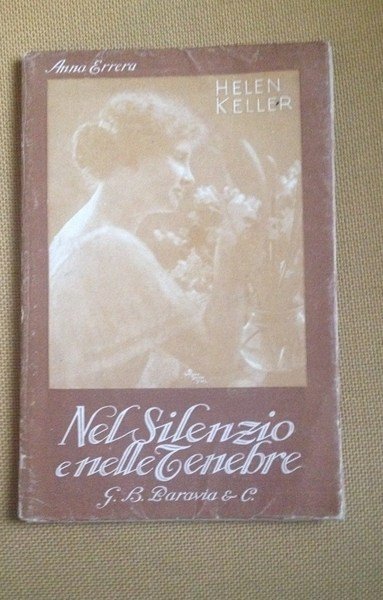 Anna Errera
HELEN
KELLER
Nel Silenzio
e nelle Tenebre
G. B. Paravia & C.